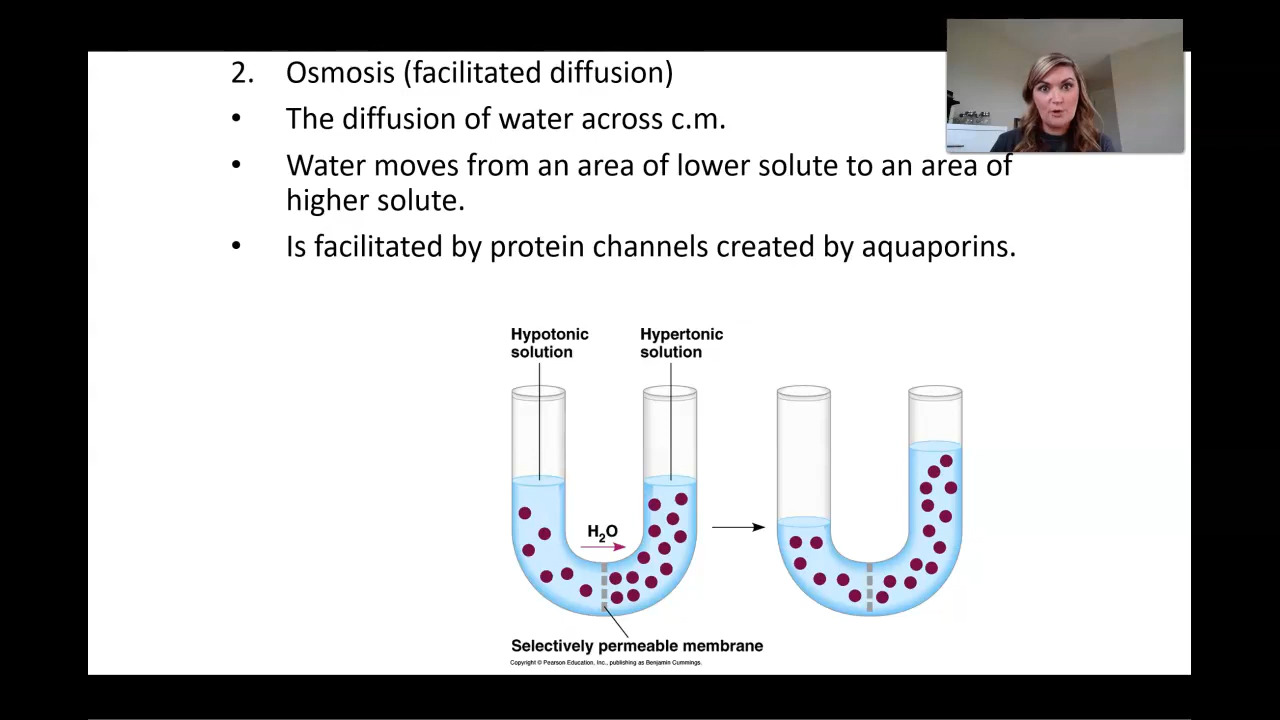 2. Osmosis (facilitated diffusion)
• The diffusion of water across c.m.
• Water moves from an area of lower solute to an area of
higher solute.
• Is facilitated by protein channels created by aquaporins.
Hypotonic
solution
Hypertonic
solution
H₂O
Selectively permeable membrane
Copyright © Pearson Education, Inc., publishing as Benjamin Cummings.